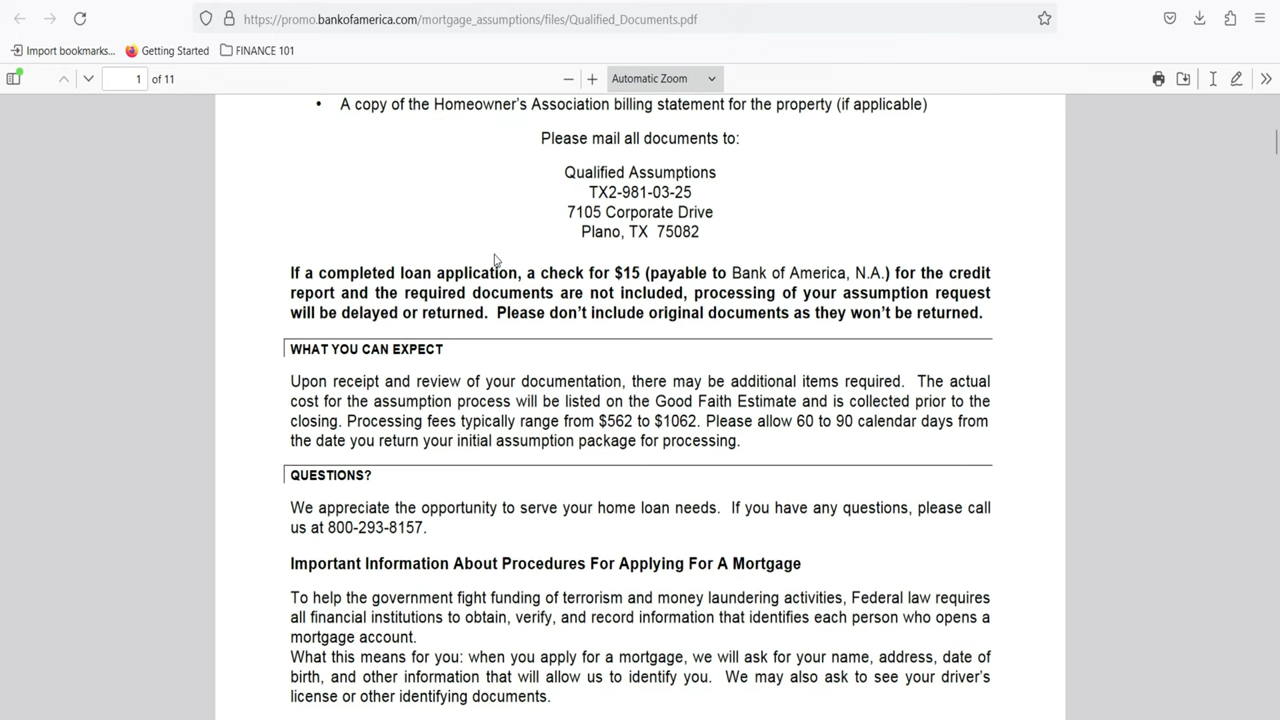 https://promo.bankofamerica.com/mortgage_assumptions/files/Qualified_Documents.pdf
Import bookmarks... Getting Started FINANCE 101
1 of 11 Automatic Zoom
• A copy of the Homeowner's Association billing statement for the property (if applicable)
Please mail all documents to:
Qualified Assumptions
TX2-981-03-25
7105 Corporate Drive
Plano, TX 75082
If a completed loan application, a check for $15 (payable to Bank of America, N.A.) for the credit
report and the required documents are not included, processing of your assumption request
will be delayed or returned. Please don't include original documents as they won't be returned.
WHAT YOU CAN EXPECT
Upon receipt and review of your documentation, there may be additional items required. The actual
cost for the assumption process will be listed on the Good Faith Estimate and is collected prior to the
closing. Processing fees typically range from $562 to $1062. Please allow 60 to 90 calendar days from
the date you return your initial assumption package for processing.
QUESTIONS?
We appreciate the opportunity to serve your home loan needs. If you have any questions, please call
us at 800-293-8157.
Important Information About Procedures For Applying For A Mortgage
To help the government fight funding of terrorism and money laundering activities, Federal law requires
all financial institutions to obtain, verify, and record information that identifies each person who opens a
mortgage account.
What this means for you: when you apply for a mortgage, we will ask for your name, address, date of
birth, and other information that will allow us to identify you. We may also ask to see your driver's
license or other identifying documents.